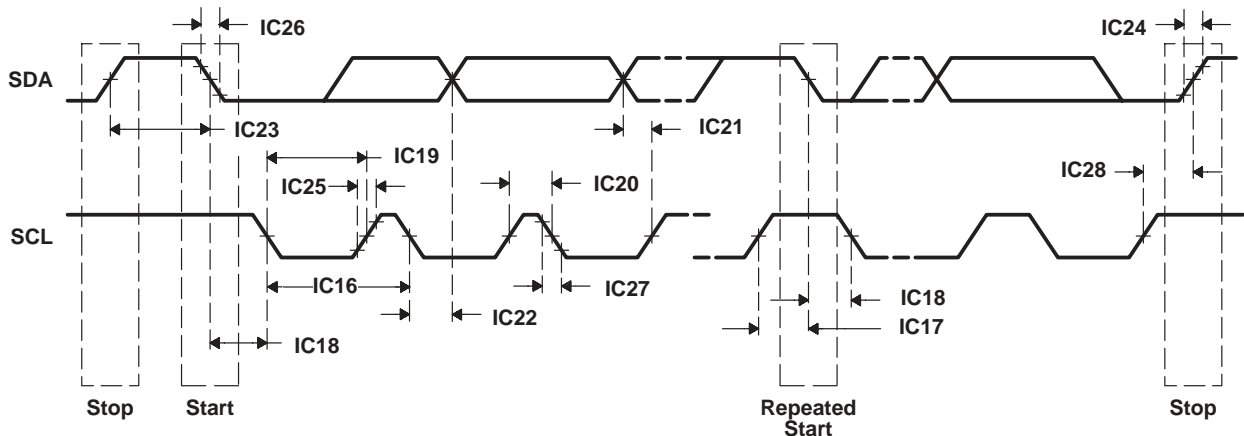 IC26
IC24
SDA
IC23
IC21
IC19
IC25
IC20
IC28
SCL
IC16
IC27
IC22
IC18
IC18
IC17
Stop
Start
Repeated
Start
Stop